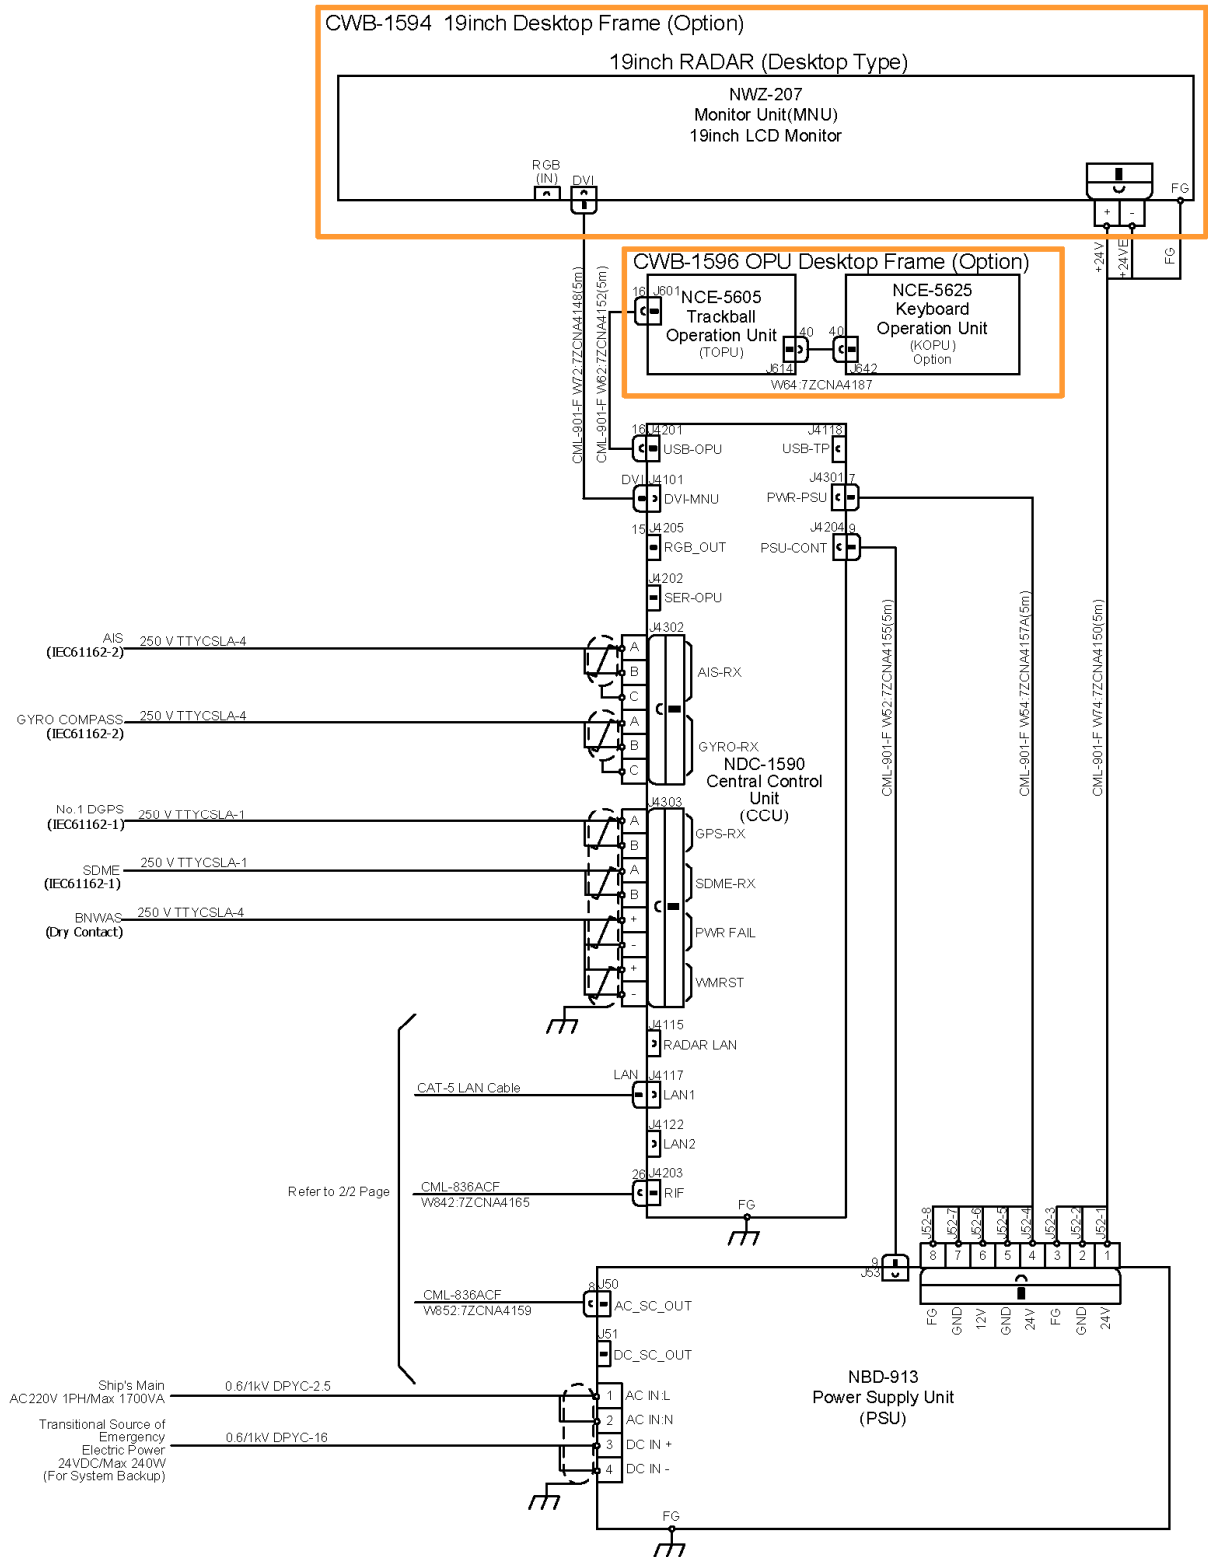 CWB-1594 19inch Desktop Frame (Option)
19inch RADAR (Desktop Type)
NWZ-207
Monitor Unit(MNU)
19inch LCD Monitor
RGB
(IN)
DVI
FG
+
-
+24V
+24VE
FG
CWB-1596 OPU Desktop Frame (Option)
16
J601
NCE-5605
Trackball
Operation Unit
(TOPU)
40
J614
40
J642
NCE-5625
Keyboard
Operation Unit
(KOPU)
Option
W64:7ZCNA4187
CML-901-F W72:7ZCNA4148(5m)
CML-901-F W62:7ZCNA4152(5m)
16
J4201
USB-OPU
J4118
USB-TP
DVI
J4101
DVI-MNU
J4301
7
PWR-PSU
15
J4205
RGB_OUT
J4204
9
PSU-CONT
J4202
SER-OPU
CML-901-F W52:7ZCNA4155(5m)
CML-901-F W54:7ZCNA4157A(5m)
CML-901-F W74:7ZCNA4150(5m)
J4302
AIS
(IEC61162-2)
250 V TTYCSLA-4
A
B
C
AIS-RX
GYRO COMPASS
(IEC61162-2)
250 V TTYCSLA-4
A
B
C
GYRO-RX
NDC-1590
Central Control
Unit
(CCU)
J4303
No.1 DGPS
(IEC61162-1)
250 V TTYCSLA-1
A
B
GPS-RX
SDME
(IEC61162-1)
250 V TTYCSLA-1
A
B
SDME-RX
BNWAS
(Dry Contact)
250 V TTYCSLA-4
+
-
PWR FAIL
+
-
WMRST
J4115
RADAR LAN
CAT-5 LAN Cable
LAN
J4117
LAN1
J4122
LAN2
Refer to 2/2 Page
CML-836ACF
W842:7ZCNA4165
26
J4203
RIF
FG
J52-8
J52-7
J52-6
J52-5
J52-4
J52-3
J52-2
J52-1
8
7
6
5
4
3
2
1
9
J53
FG
GND
12V
GND
24V
FG
GND
24V
CML-836ACF
W852:7ZCNA4159
8
J50
AC_SC_OUT
J51
DC_SC_OUT
NBD-913
Power Supply Unit
(PSU)
Ship's Main
AC220V 1PH/Max 1700VA
0.6/1kV DPYC-2.5
1
AC IN:L
2
AC IN:N
Transitional Source of
Emergency
Electric Power
24VDC/Max 240W
(For System Backup)
0.6/1kV DPYC-16
3
DC IN +
4
DC IN -
FG